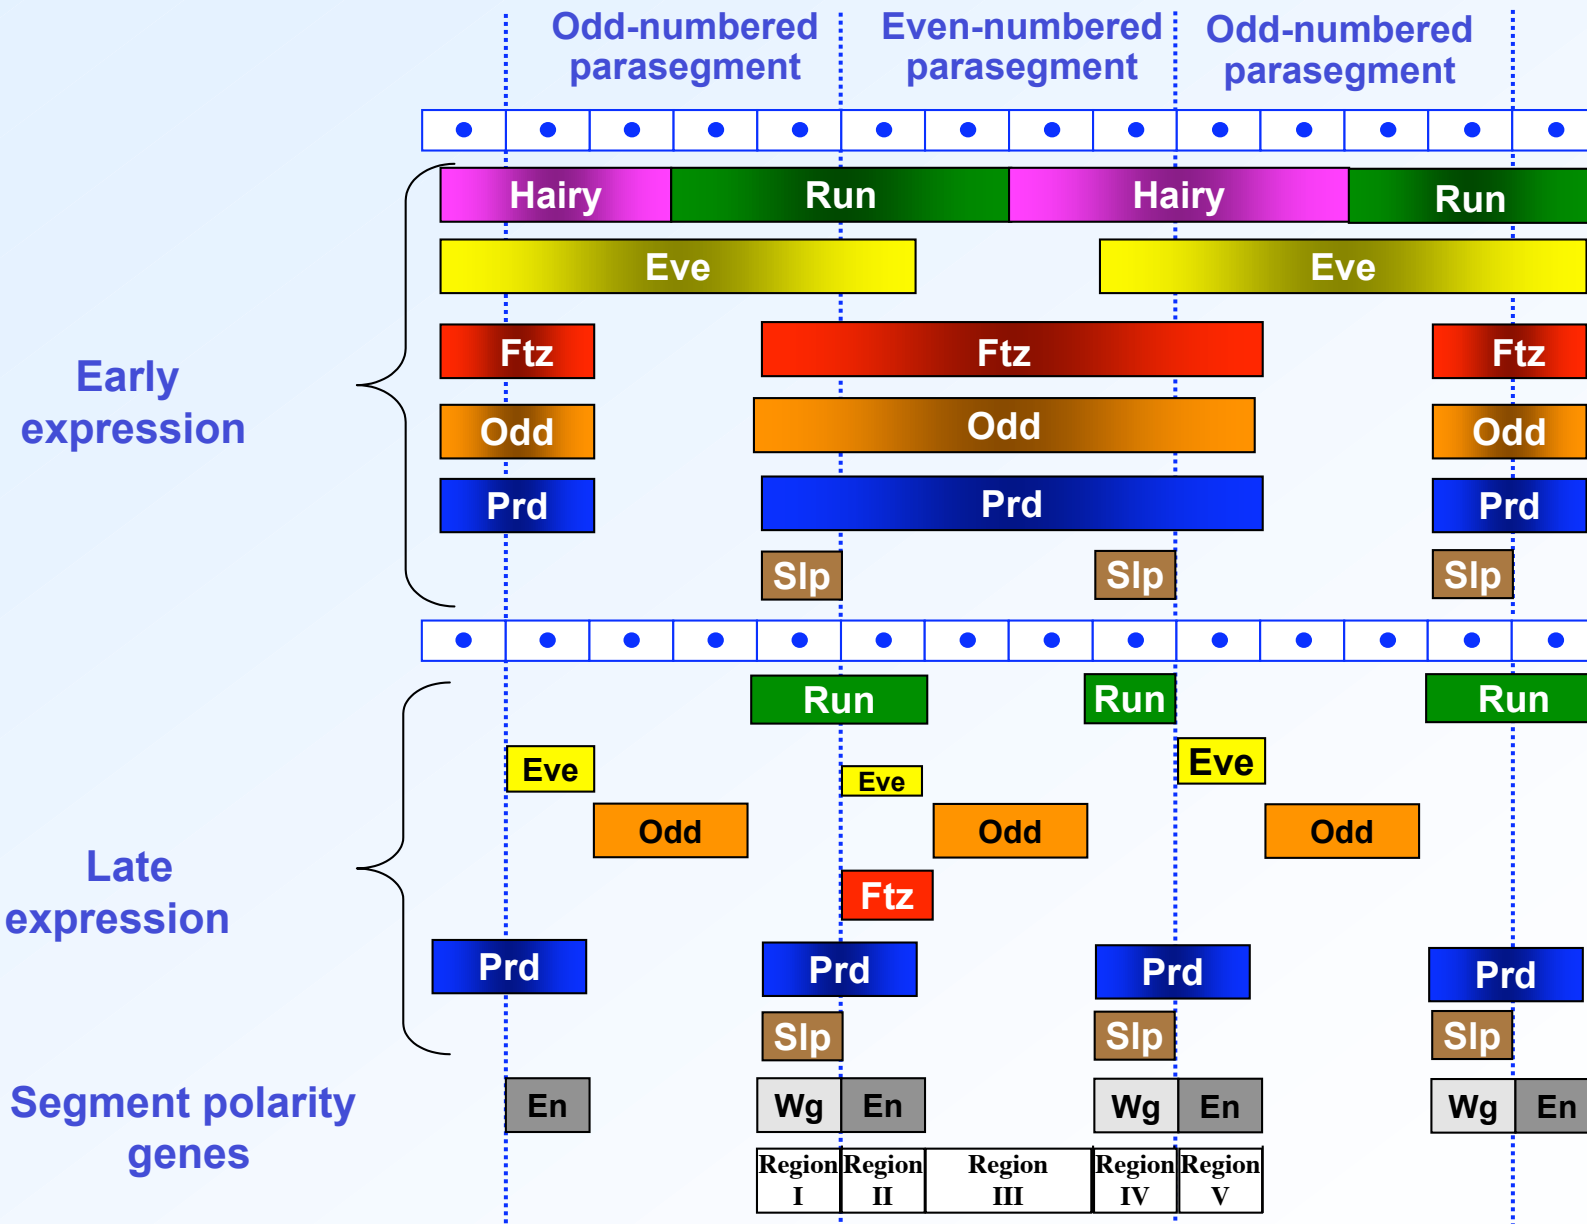 Odd-numbered
parasegment
Even-numbered
parasegment
Odd-numbered
parasegment
Hairy Run Hairy Run
Eve Eve
Ftz Ftz Ftz
Early
expression
Odd Odd Odd
Prd Prd Prd
Slp Slp Slp
Run Run Run
Eve Eve Eve
Odd Odd Odd
Late
expression
Ftz
Prd Prd Prd Prd
Slp Slp Slp
Segment polarity
genes
En Wg En Wg En Wg En
Region
I
Region
II
Region
III
Region
IV
Region
V